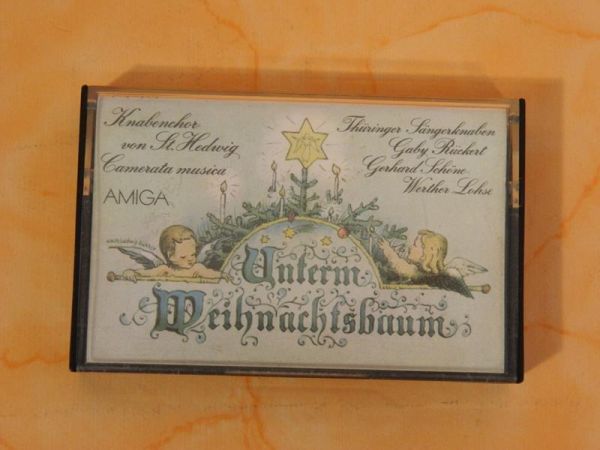 Knabenchor
von St. Hedwig
Camerata musica
AMIGA
Thüringer Sängerknaben
Gaby Rückert
Gerhard Schöne
Werther Lohse
Unterm
Weihnachtsbaum